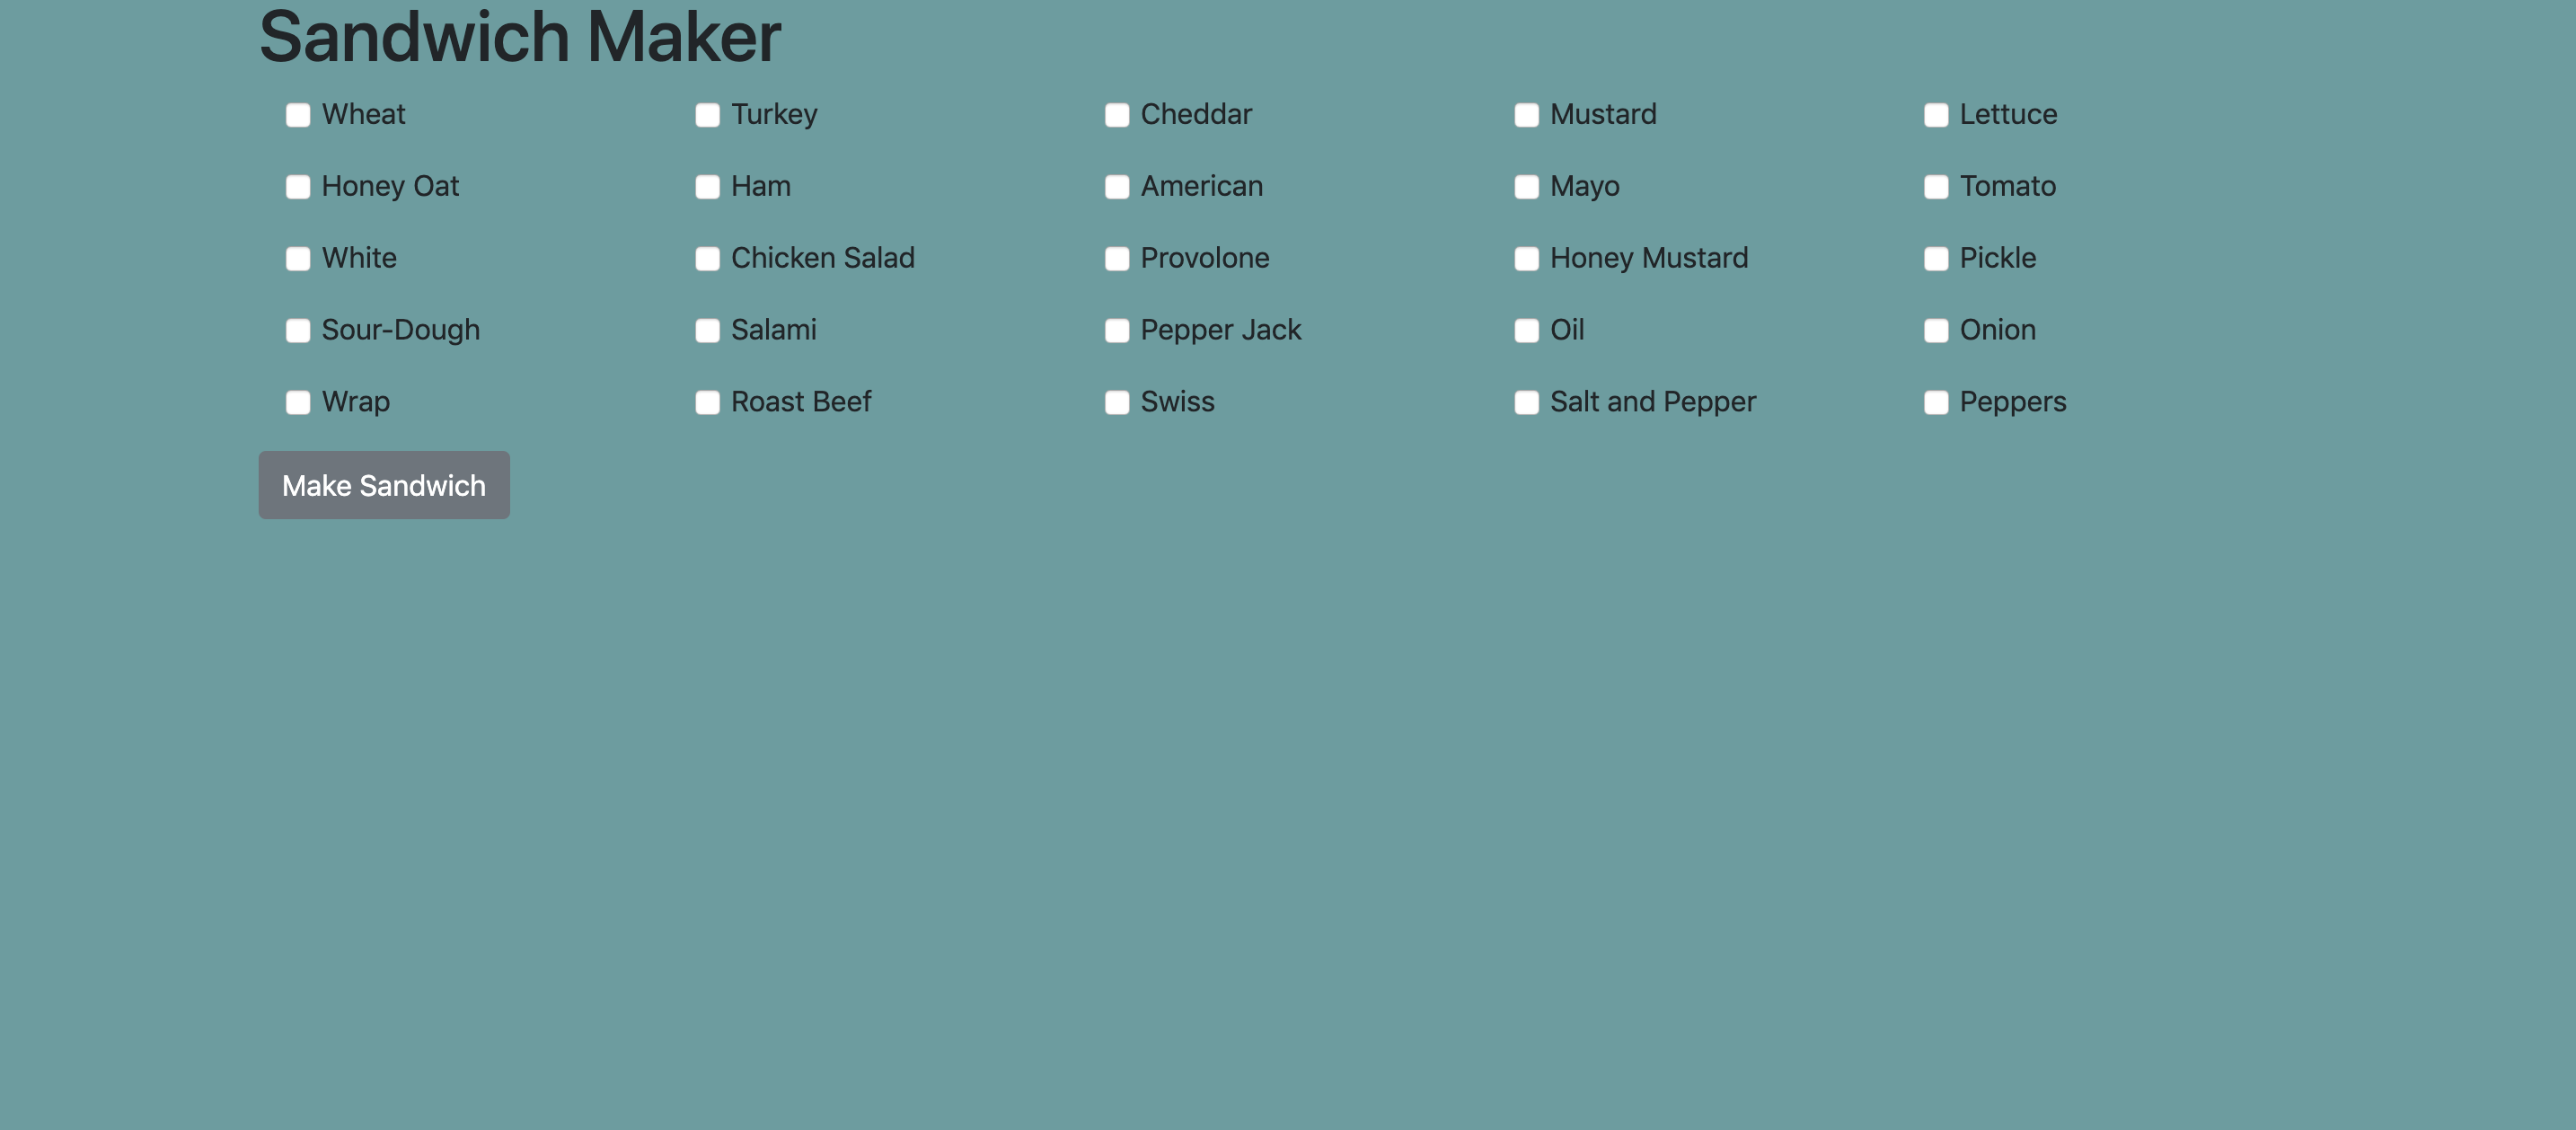 Sandwich Maker
Wheat Turkey Cheddar Mustard Lettuce
Honey Oat Ham American Mayo Tomato
White Chicken Salad Provolone Honey Mustard Pickle
Sour-Dough Salami Pepper Jack Oil Onion
Wrap Roast Beef Swiss Salt and Pepper Peppers
Make Sandwich